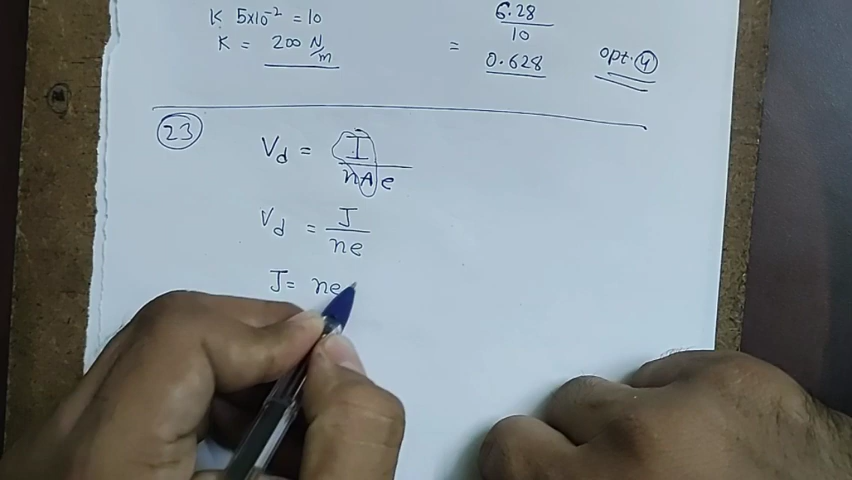 K 5x10⁻² = 10
K = 200 N/m
6.28
= 10
0.628
opt. 4
23
Vd = I
nAe
Vd = J
ne
J = ne